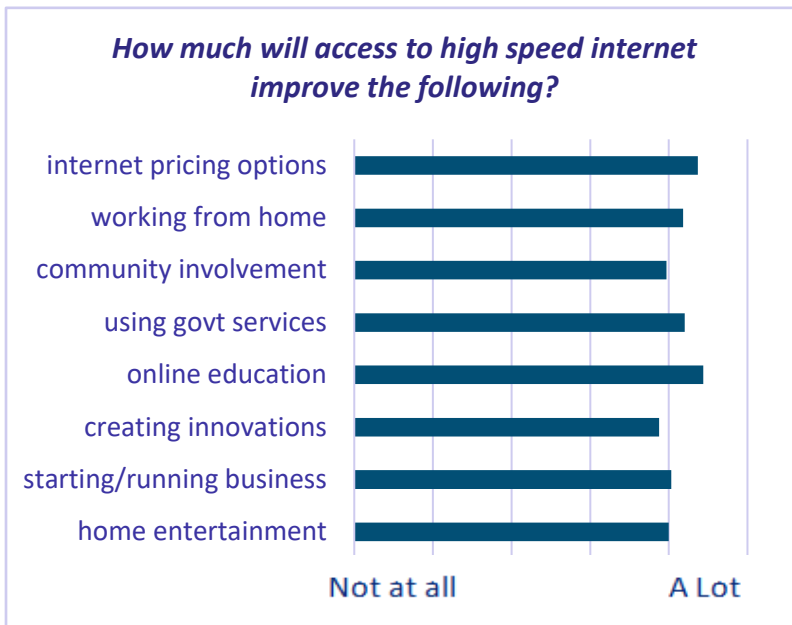 How much will access to high speed internet
improve the following?
internet pricing options
working from home
community involvement
using govt services
online education
creating innovations
starting/running business
home entertainment
Not at all
A Lot